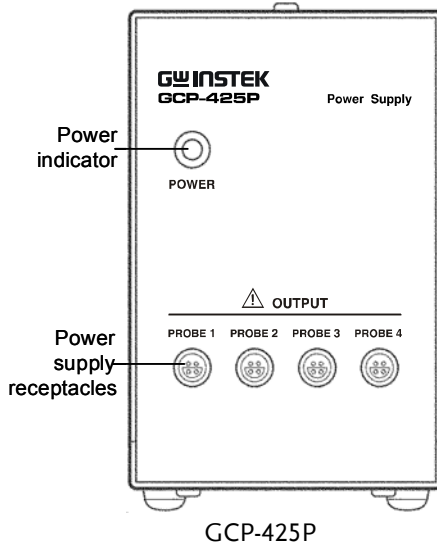 GWINSTEK
GCP-425P
Power Supply
Power
indicator
POWER
OUTPUT
PROBE 1 PROBE 2 PROBE 3 PROBE 4
Power
supply
receptacles
GCP-425P